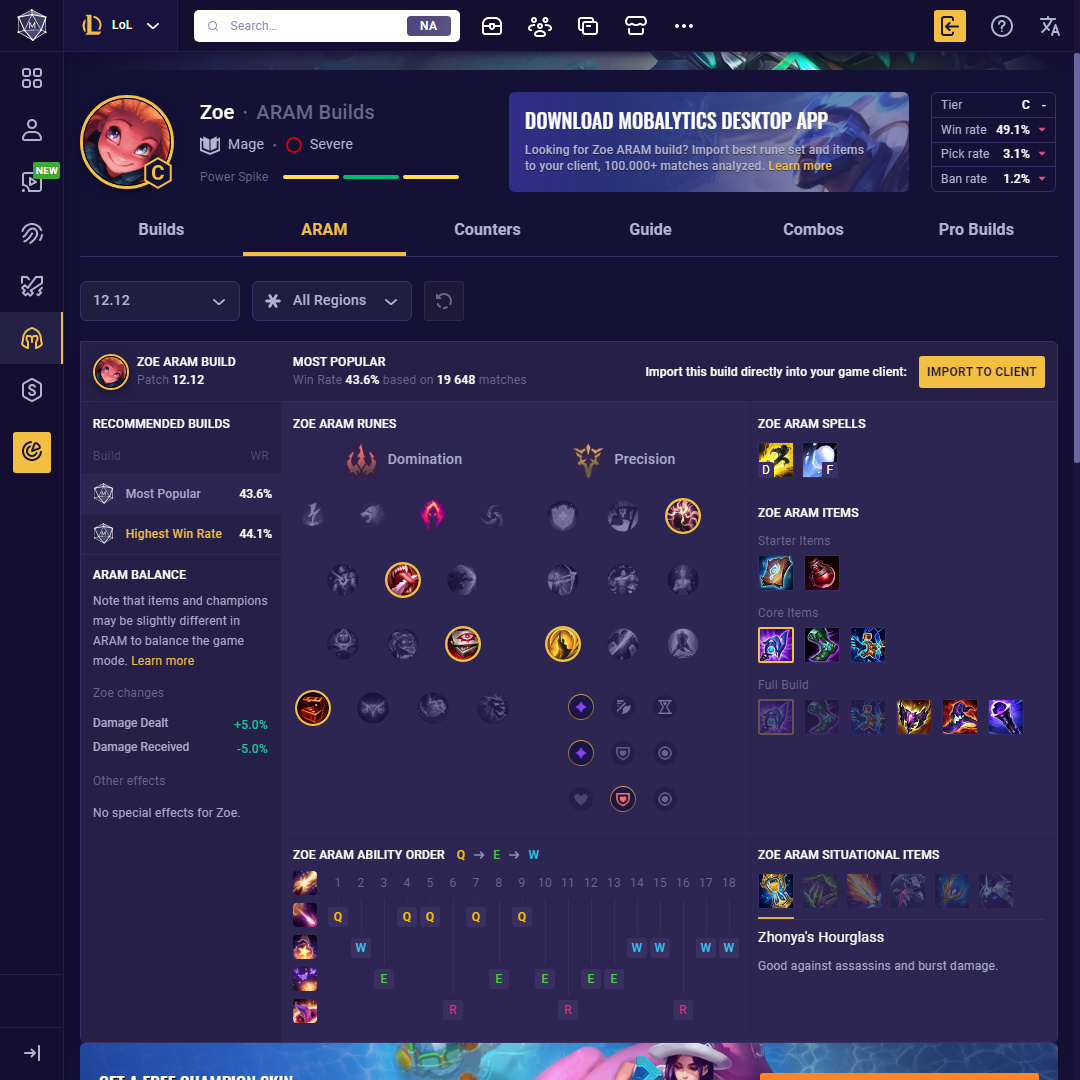 LoL
Search...
NA
NEW
Zoe · ARAM Builds
Mage · Severe
Power Spike
C
DOWNLOAD MOBALYTICS DESKTOP APP
Looking for Zoe ARAM build? Import best rune set and items
to your client, 100.000+ matches analyzed. Learn more
Tier C -
Win rate 49.1%
Pick rate 3.1%
Ban rate 1.2%
Builds ARAM Counters Guide Combos Pro Builds
12.12
All Regions
ZOE ARAM BUILD
Patch 12.12
MOST POPULAR
Win Rate 43.6% based on 19 648 matches
Import this build directly into your game client:
IMPORT TO CLIENT
RECOMMENDED BUILDS
Build WR
Most Popular 43.6%
Highest Win Rate 44.1%
ARAM BALANCE
Note that items and champions
may be slightly different in
ARAM to balance the game
mode. Learn more
Zoe changes
Damage Dealt +5.0%
Damage Received -5.0%
Other effects
No special effects for Zoe.
ZOE ARAM RUNES
Domination
Precision
ZOE ARAM SPELLS
D F
ZOE ARAM ITEMS
Starter Items
Core Items
Full Build
ZOE ARAM ABILITY ORDER Q → E → W
1 2 3 4 5 6 7 8 9 10 11 12 13 14 15 16 17 18
Q Q Q Q Q
W W W W W
E E E E E
R R R
ZOE ARAM SITUATIONAL ITEMS
Zhonya's Hourglass
Good against assassins and burst damage.
GET A FREE CHAMPION SKIN